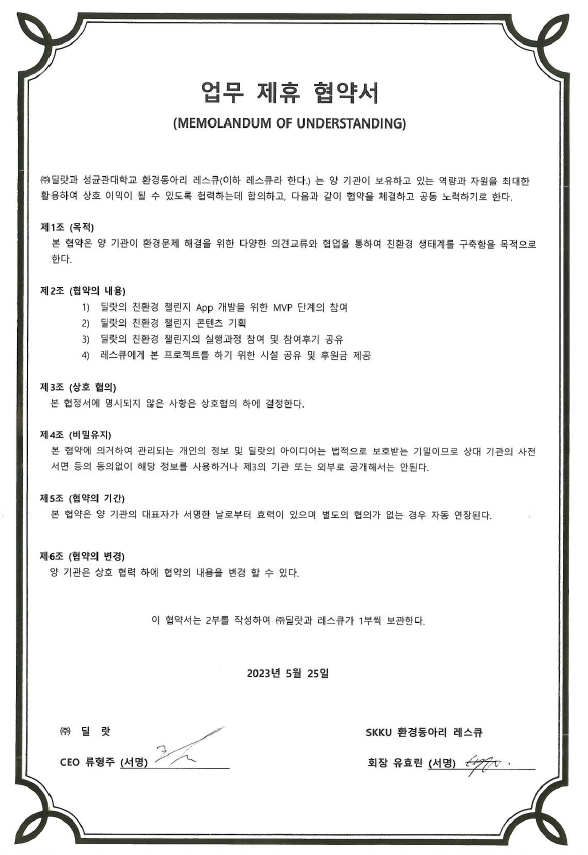 업무 제휴 협약서
(MEMOLANDUM OF UNDERSTANDING)
㈜딜랏과 성균관대학교 환경동아리 레스큐(이하 레스큐라 한다.) 는 양 기관이 보유하고 있는 역량과 자원을 최대한
활용하여 상호 이익이 될 수 있도록 협력하는데 합의하고, 다음과 같이 협약을 체결하고 공동 노력하기로 한다.
제1조 (목적)
본 협약은 양 기관이 환경문제 해결을 위한 다양한 의견교류와 협업을 통하여 친환경 생태계를 구축함을 목적으로
한다.
제2조 (협약의 내용)
1) 딜랏의 친환경 챌린지 App 개발을 위한 MVP 단계의 참여
2) 딜랏의 친환경 챌린지 콘텐츠 기획
3) 딜랏의 친환경 챌린지의 실행과정 참여 및 참여후기 공유
4) 레스큐에게 본 프로젝트를 하기 위한 시설 공유 및 후원금 제공
제3조 (상호 협의)
본 협정서에 명시되지 않은 사항은 상호협의 하에 결정한다.
제4조 (비밀유지)
본 협약에 의거하여 관리되는 개인의 정보 및 딜랏의 아이디어는 법적으로 보호받는 기밀이므로 상대 기관의 사전
서면 등의 동의없이 해당 정보를 사용하거나 제3의 기관 또는 외부로 공개해서는 안된다.
제5조 (협약의 기간)
본 협약은 양 기관의 대표자가 서명한 날로부터 효력이 있으며 별도의 협의가 없는 경우 자동 연장된다.
제6조 (협약의 변경)
양 기관은 상호 협력 하에 협약의 내용을 변경 할 수 있다.
이 협약서는 2부를 작성하여 ㈜딜랏과 레스큐가 1부씩 보관한다.
2023년 5월 25일
㈜ 딜 랏
SKKU 환경동아리 레스큐
CEO 류형주 (서명)
회장 유효린 (서명)